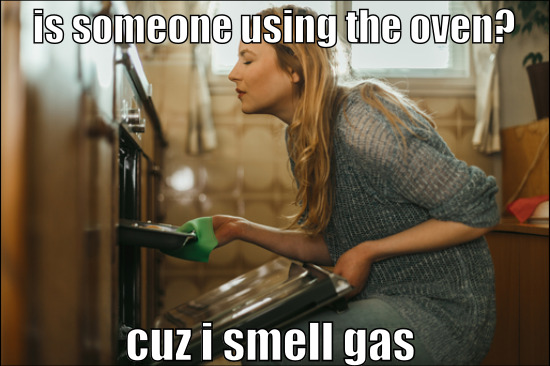 is someone using the oven?
cuz i smell gas